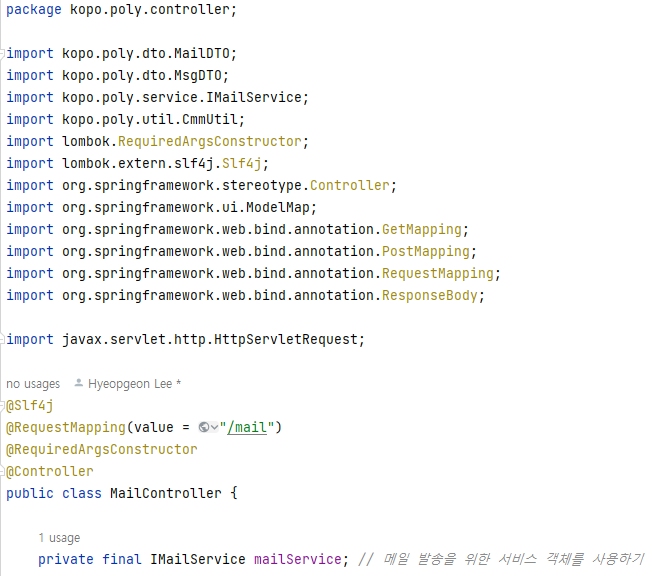 package kopo.poly.controller;
import kopo.poly.dto.MailDTO;
import kopo.poly.dto.MsgDTO;
import kopo.poly.service.IMailService;
import kopo.poly.util.CmmUtil;
import lombok.RequiredArgsConstructor;
import lombok.extern.slf4j.Slf4j;
import org.springframework.stereotype.Controller;
import org.springframework.ui.ModelMap;
import org.springframework.web.bind.annotation.GetMapping;
import org.springframework.web.bind.annotation.PostMapping;
import org.springframework.web.bind.annotation.RequestMapping;
import org.springframework.web.bind.annotation.ResponseBody;
import javax.servlet.http.HttpServletRequest;
no usages Hyeopgeon Lee *
@Slf4j
@RequestMapping(value = "/mail")
@RequiredArgsConstructor
@Controller
public class MailController {
1 usage
private final IMailService mailService; // 메일 발송을 위한 서비스 객체를 사용하기